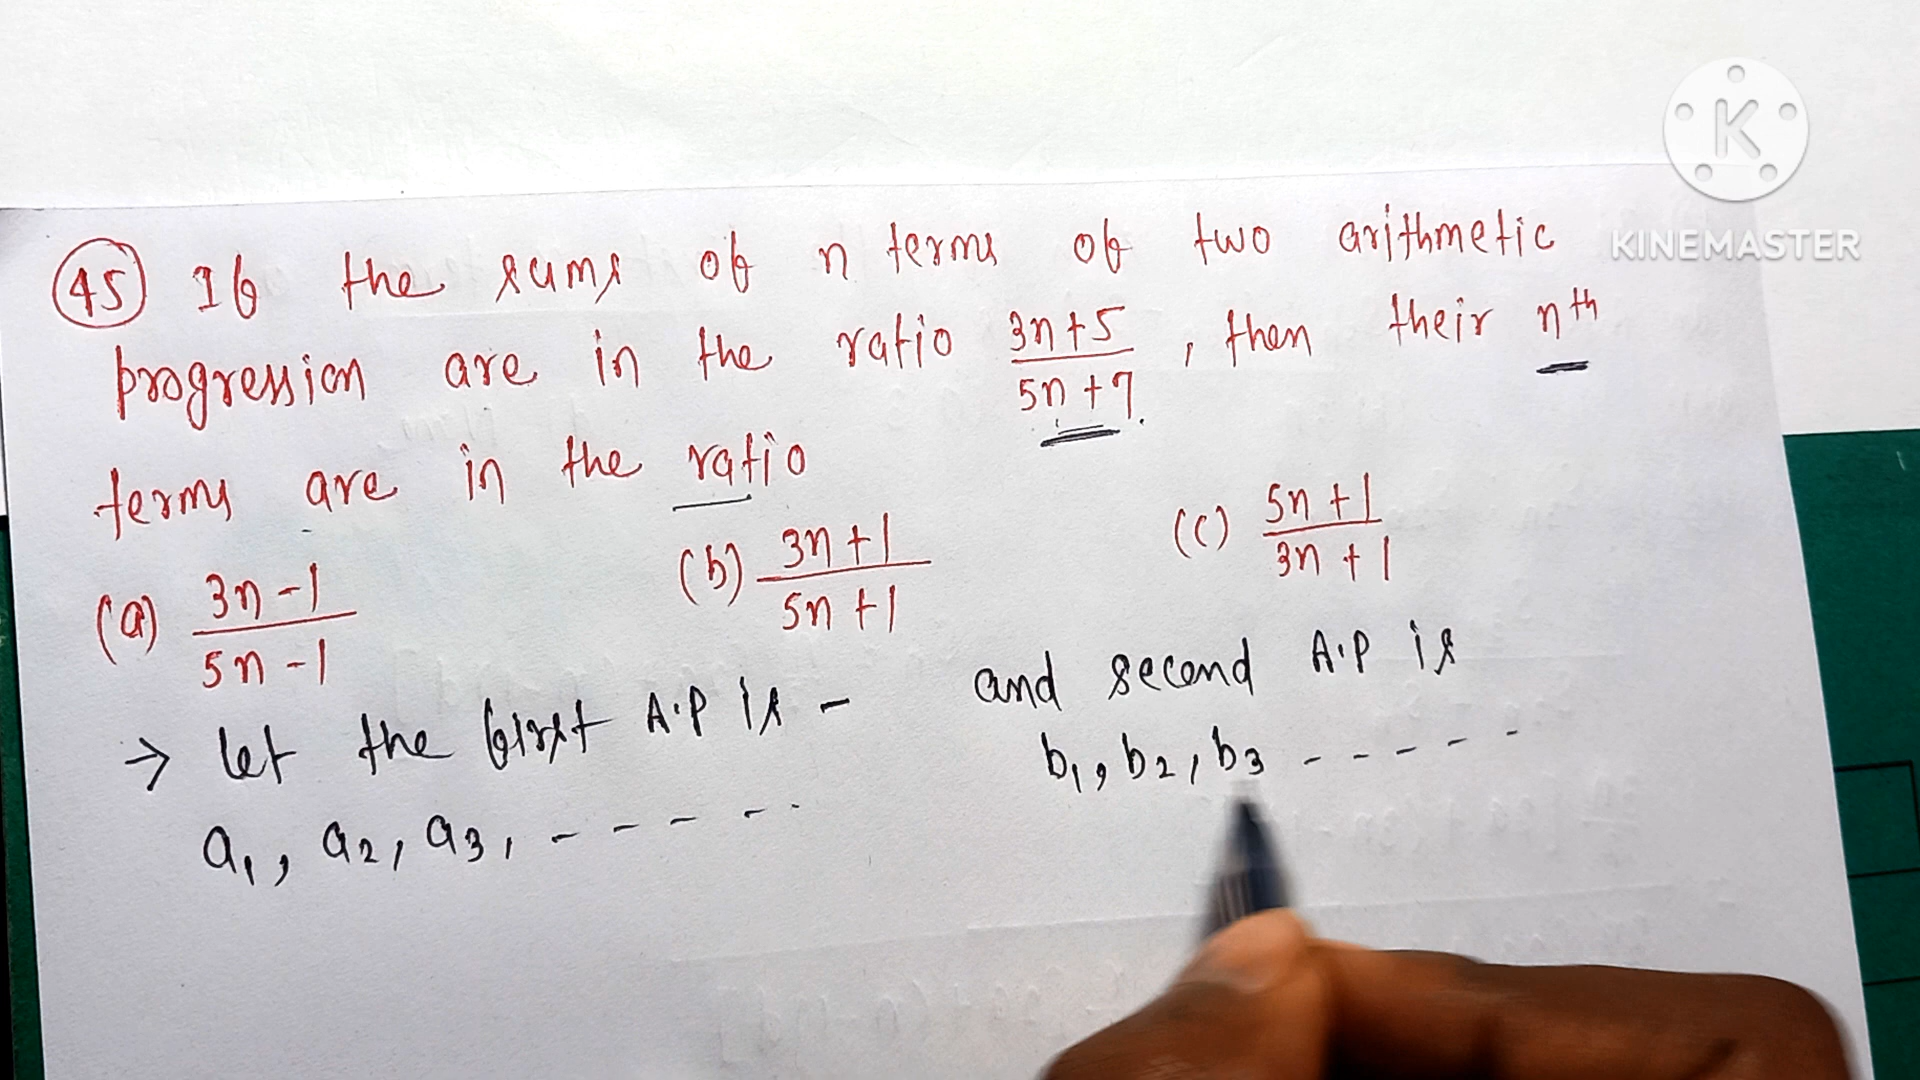 K
KINEMASTER
(45) If the sums of n terms of two arithmetic
progression are in the ratio 3n+5/5n+7, then their nth
terms are in the ratio
(a) 3n-1/5n-1 (b) 3n+1/5n+1 (c) 5n+1/3n+1
→ let the first A.P is - and second A.P is
a1, a2, a3, ------ b1, b2, b3 -----